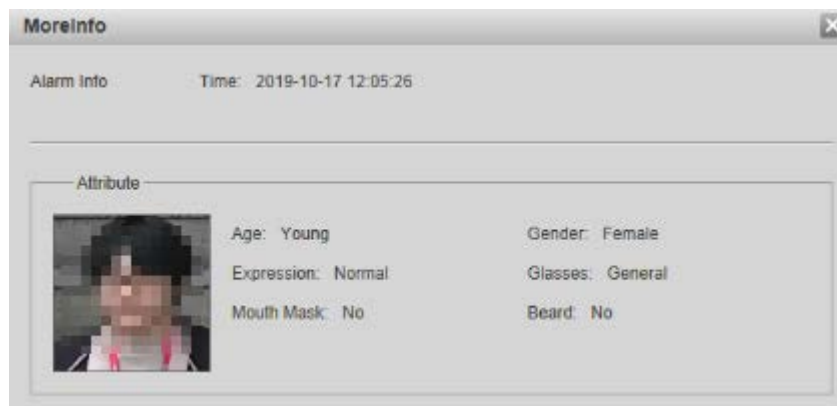 MoreInfo
Alarm Info Time: 2019-10-17 12:05:26
Attribute
Age: Young Gender: Female
Expression: Normal Glasses: General
Mouth Mask: No Beard: No